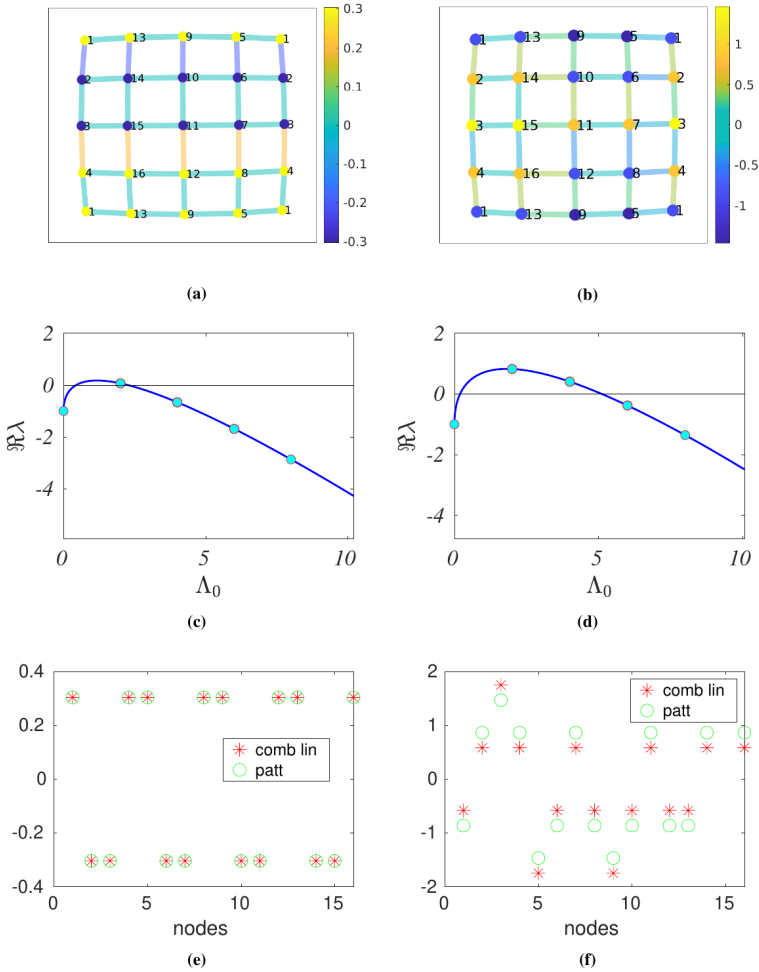 1 13 9 5 1
2 14 10 6 2
3 15 11 7 3
4 16 12 8 4
1 13 9 5 1
0.3
0.2
0.1
0
-0.1
-0.2
-0.3
(a)
1 13 9 5 1
2 14 10 6 2
3 15 11 7 3
4 16 12 8 4
1 13 9 5 1
1
0.5
0
-0.5
-1
(b)
2
0
-2
-4
ℜλ
0 5 10
Λ₀
(c)
2
0
-2
-4
ℜλ
0 5 10
Λ₀
(d)
0.4
0.2
0
-0.2
-0.4
comb lin
patt
0 5 10 15
nodes
(e)
2
1
0
-1
-2
comb lin
patt
0 5 10 15
nodes
(f)